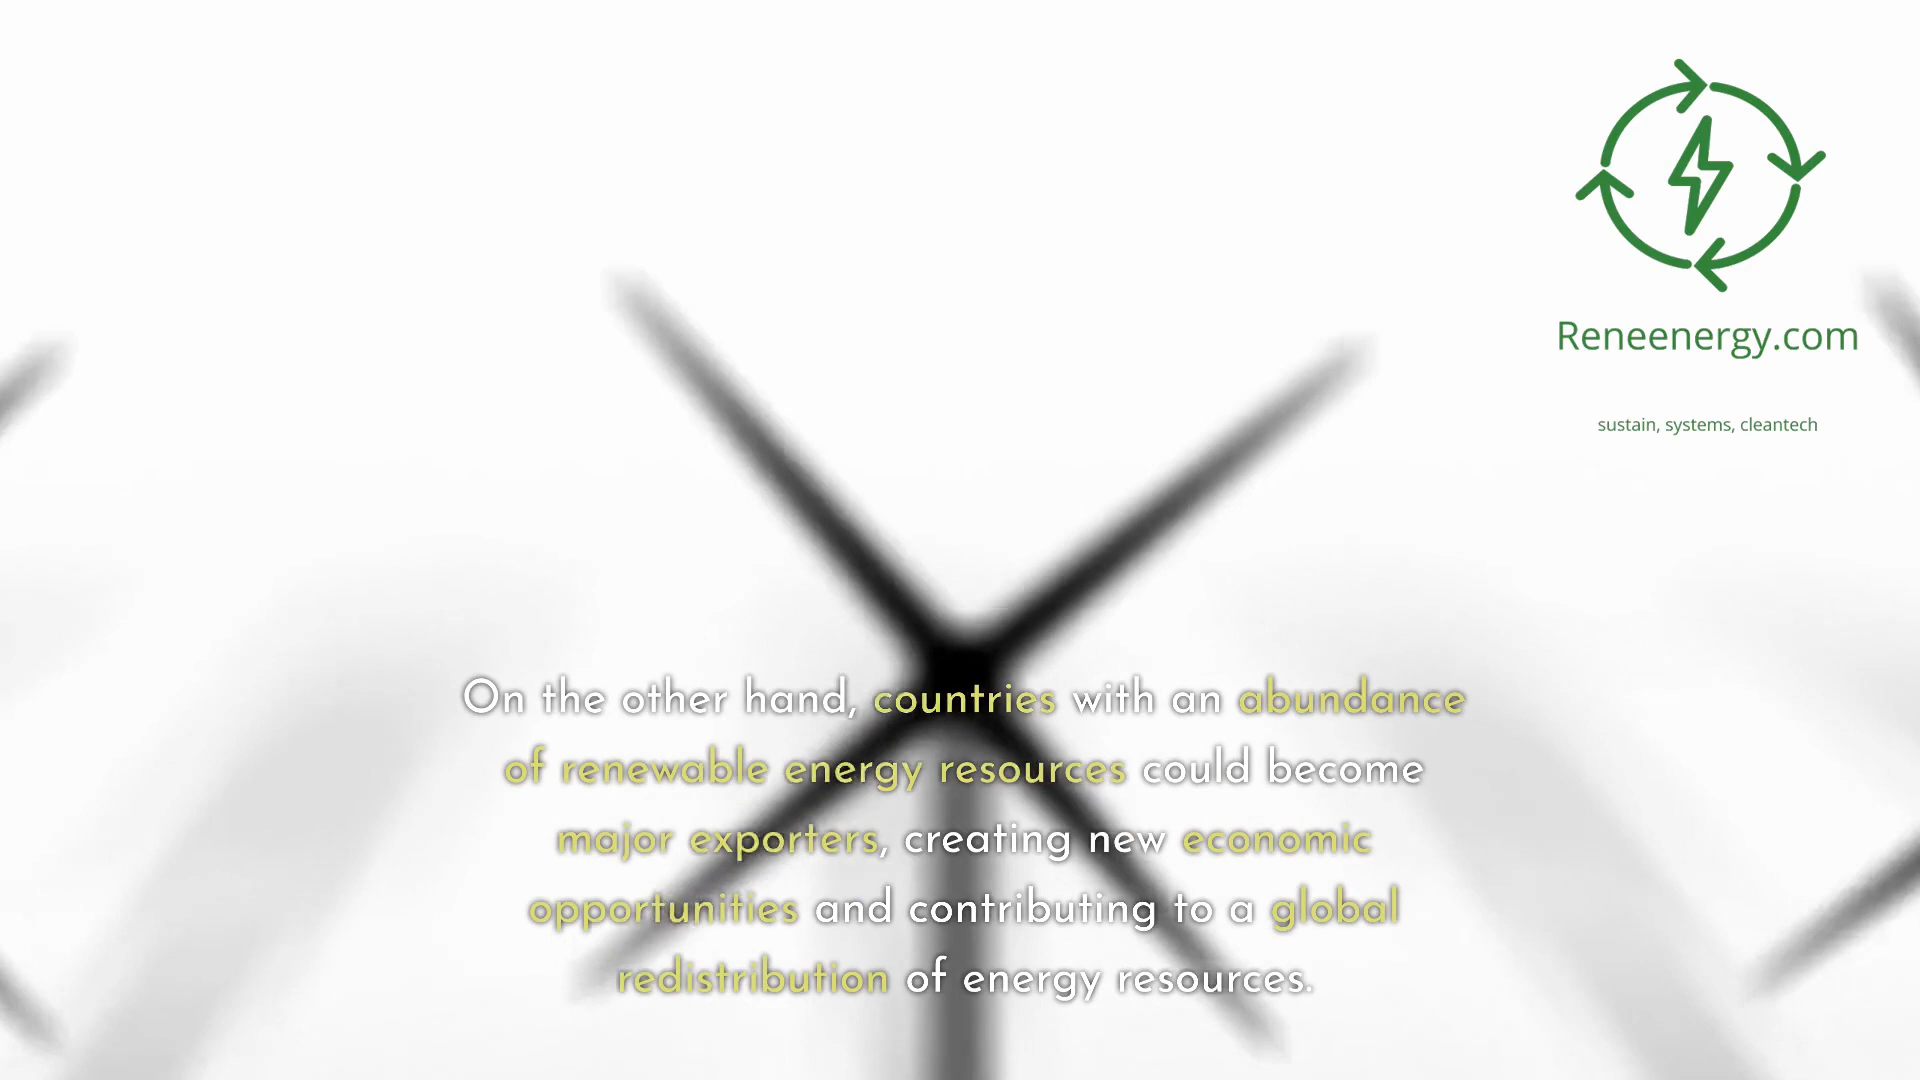 Reneenergy.com
sustain, systems, cleantech
On the other hand, countries with an abundance
of renewable energy resources could become
major exporters, creating new economic
opportunities and contributing to a global
redistribution of energy resources.